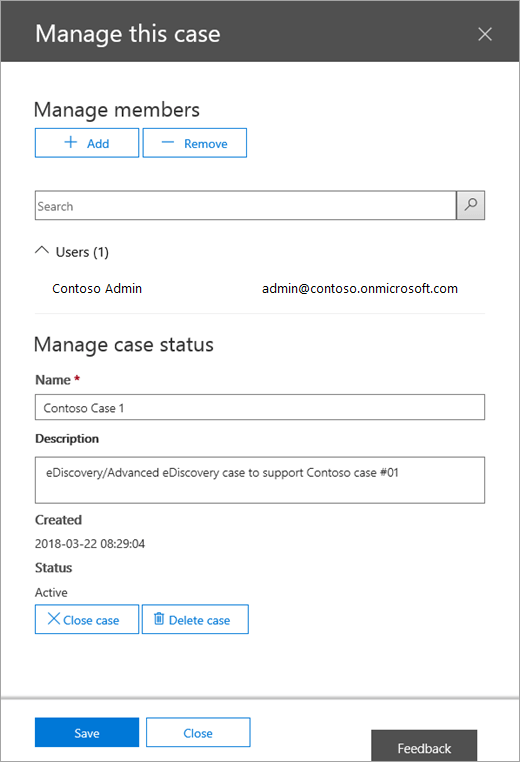 Manage this case
Manage members
Add
Remove
Search
Users (1)
Contoso Admin
admin@contoso.onmicrosoft.com
Manage case status
Name *
Contoso Case 1
Description
eDiscovery/Advanced eDiscovery case to support Contoso case #01
Created
2018-03-22 08:29:04
Status
Active
Close case
Delete case
Save
Close
Feedback